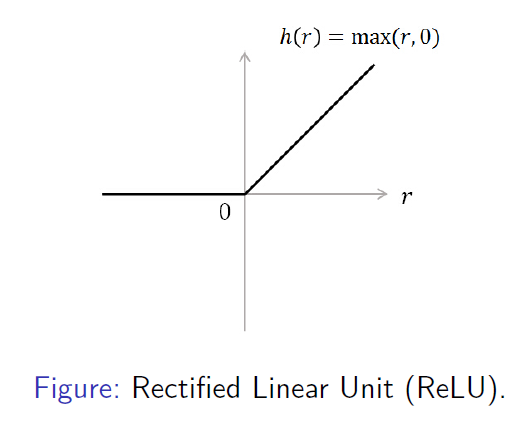 h(r) = max(r, 0)
r
0
Figure: Rectified Linear Unit (ReLU).